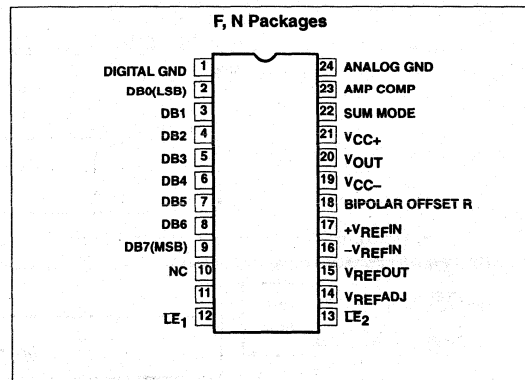 F, N Packages
DIGITAL GND 1
DB0(LSB) 2
DB1 3
DB2 4
DB3 5
DB4 6
DB5 7
DB6 8
DB7(MSB) 9
NC 10
11
LE1 12
24 ANALOG GND
23 AMP COMP
22 SUM MODE
21 VCC+
20 VOUT
19 VCC–
18 BIPOLAR OFFSET R
17 +VREFIN
16 –VREFIN
15 VREFOUT
14 VREFADJ
13 LE2